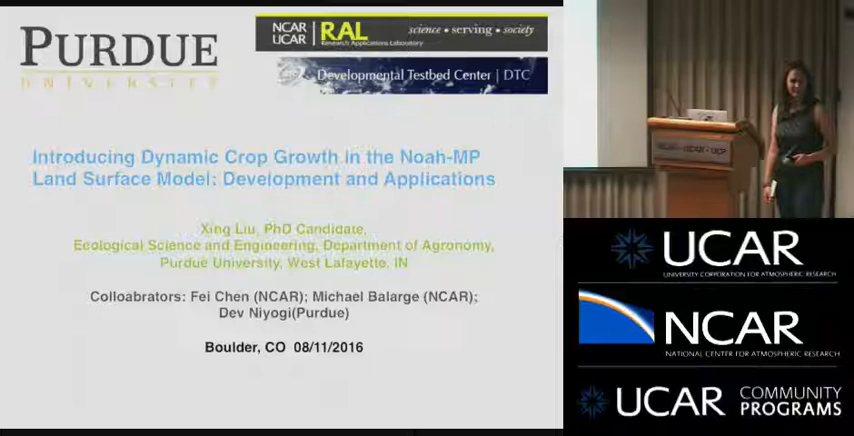 PURDUE
UNIVERSITY
NCAR
UCAR
RAL
Research Applications Laboratory
science • serving • society
Developmental Testbed Center | DTC
Introducing Dynamic Crop Growth in the Noah-MP
Land Surface Model: Development and Applications
Xing Liu, PhD Candidate,
Ecological Science and Engineering, Department of Agronomy,
Purdue University, West Lafayette, IN
Colloabrators: Fei Chen (NCAR); Michael Balarge (NCAR);
Dev Niyogi(Purdue)
Boulder, CO 08/11/2016
UCAR
UNIVERSITY CORPORATION FOR ATMOSPHERIC RESEARCH
NCAR
NATIONAL CENTER FOR ATMOSPHERIC RESEARCH
UCAR
COMMUNITY
PROGRAMS